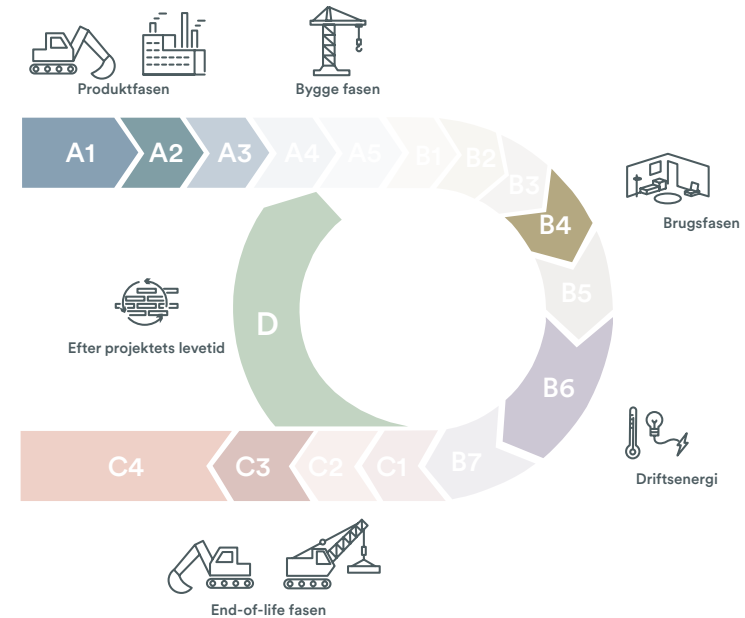 Produktfasen
Bygge fasen
A1 A2 A3 A4 A5 B1 B2
B3
B4
Brugsfasen
B5
D
Efter projektets levetid
B6
B7
C4 C3 C2 C1
Driftsenergi
End-of-life fasen